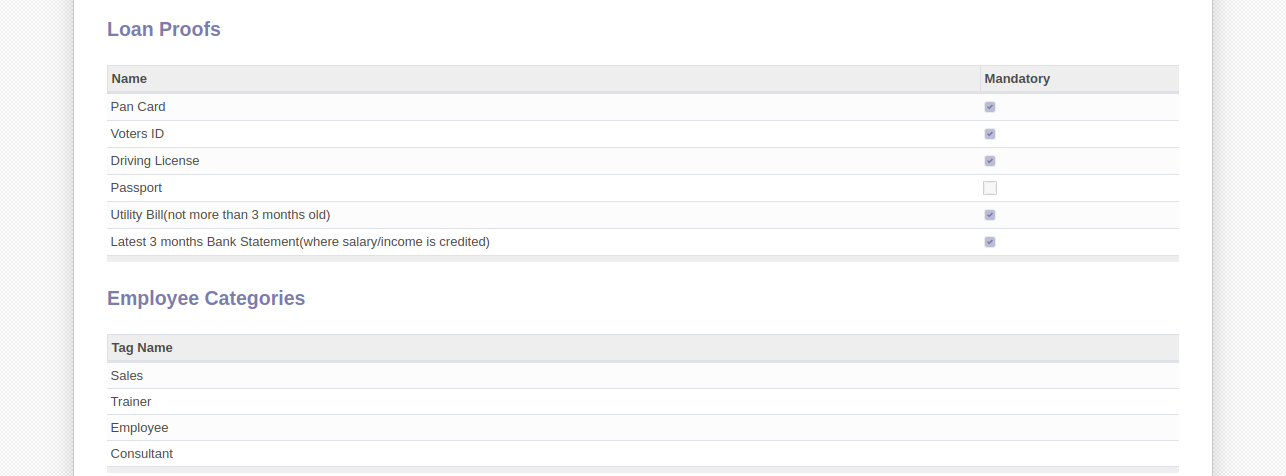 Loan Proofs
Name Mandatory
Pan Card
Voters ID
Driving License
Passport
Utility Bill(not more than 3 months old)
Latest 3 months Bank Statement(where salary/income is credited)
Employee Categories
Tag Name
Sales
Trainer
Employee
Consultant